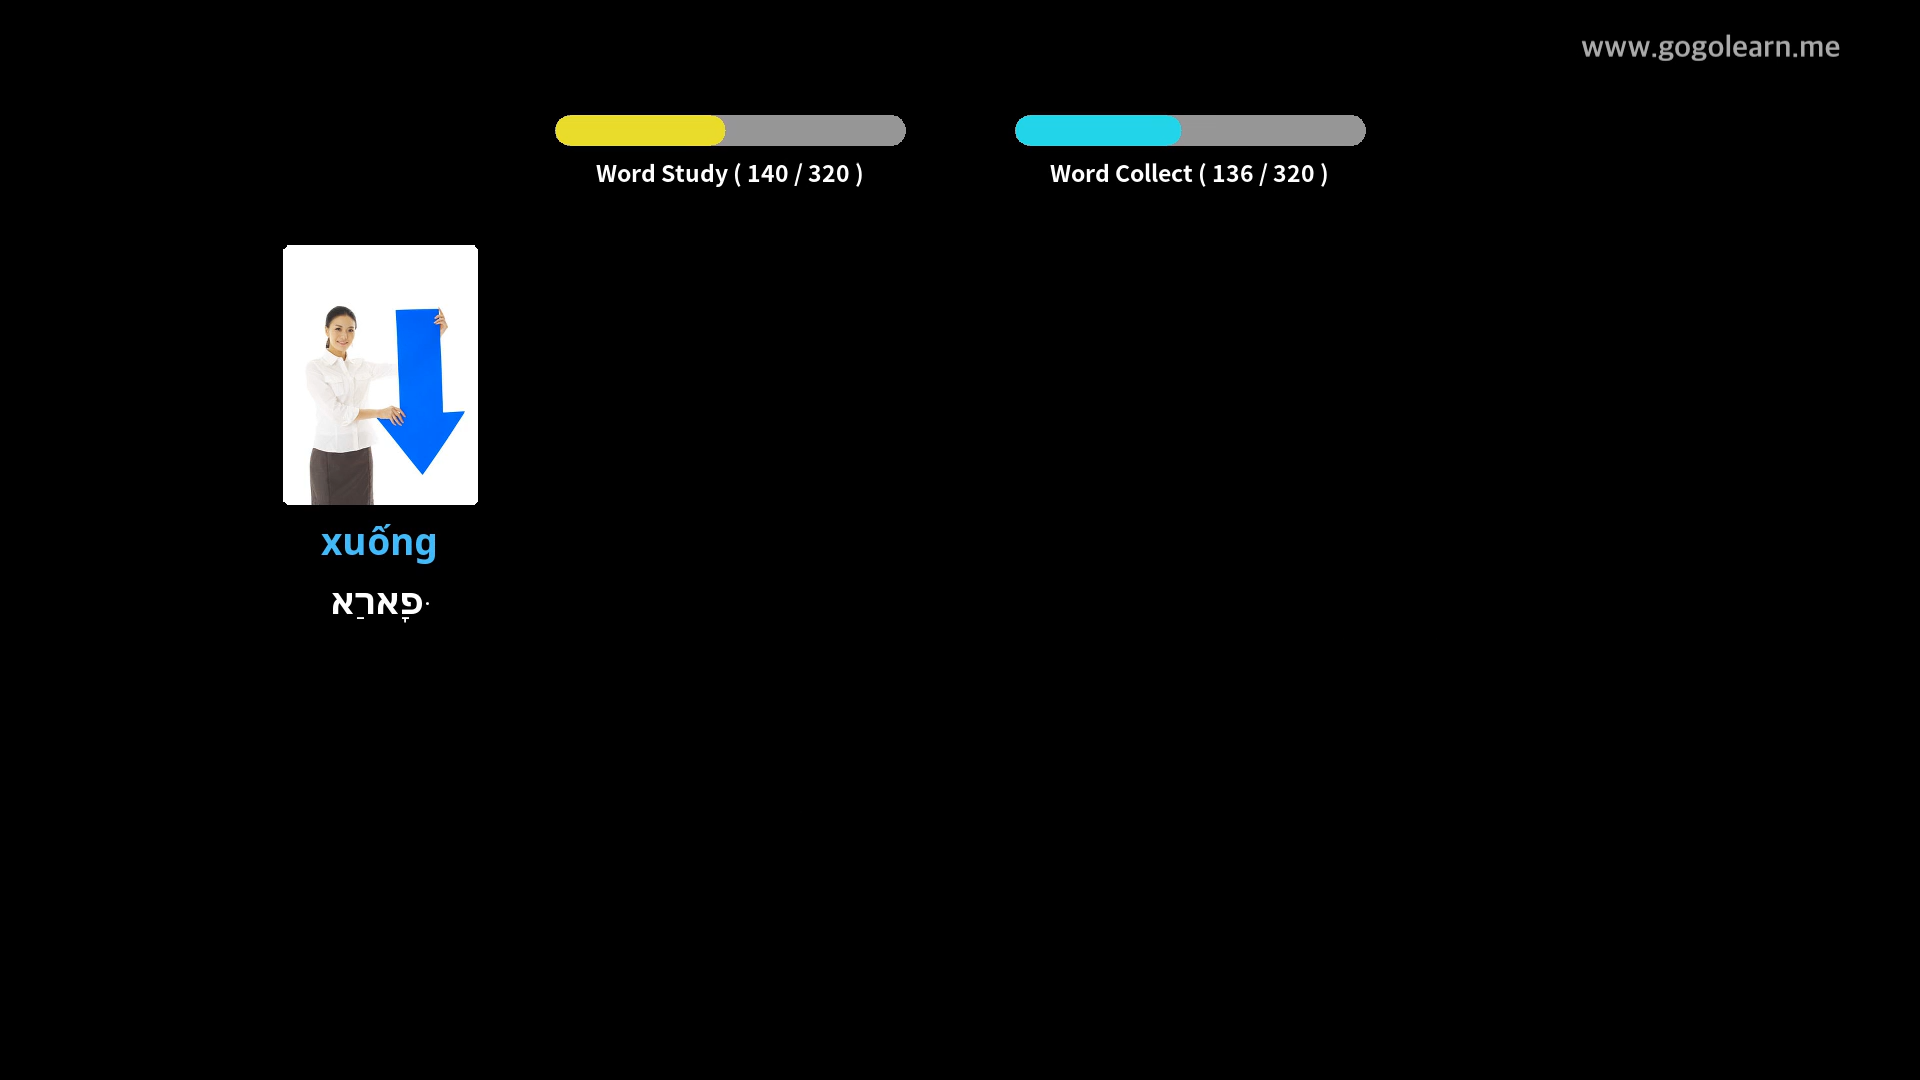 www.gogolearn.me
Word Study ( 140 / 320 )
Word Collect ( 136 / 320 )
xuống
פָּארַא